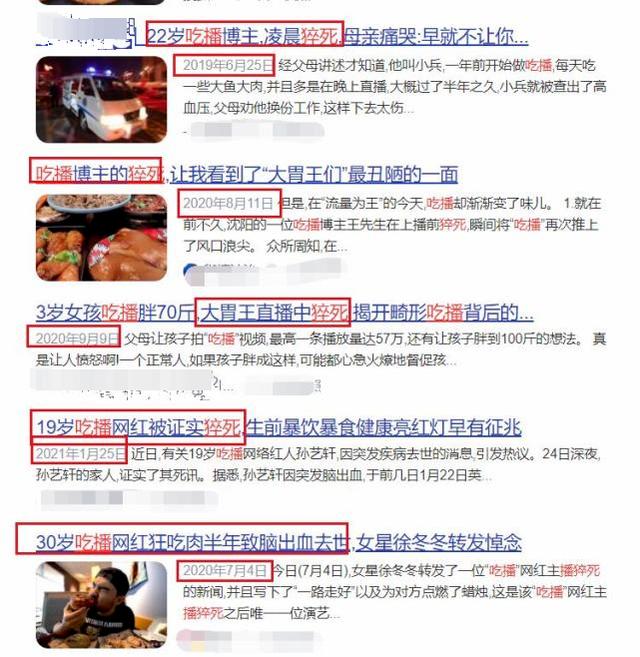 22岁吃播博主,凌晨猝死,母亲痛哭:早就不让你...
2019年6月25日 经父母讲述才知道,他叫小兵,一年前开始做吃播,每天吃
一些大鱼大肉,并且多是在晚上直播,大概过了半年之久,小兵就被查出了高
血压,父母劝他换份工作,这样下去太伤...
吃播博主的猝死,让我看到了“大胃王们”最丑陋的一面
2020年8月11日 但是,在“流量为王”的今天,吃播却渐渐变了味儿。 1.就在
前不久,沈阳的一位吃播博主王先生在上播前猝死,瞬间将“吃播”再次推上
了风口浪尖。 众所周知,在...
3岁女孩吃播胖70斤,大胃王直播中猝死,揭开畸形吃播背后的...
2020年9月9日 父母让孩子拍“吃播”视频,最高一条播放量达57万,还有让孩子胖到100斤的想法。 真
是让人愤怒啊!一个正常人,如果孩子胖成这样,可能都心急火燎地督促孩...
19岁吃播网红被证实猝死,生前暴饮暴食健康亮红灯早有征兆
2021年1月25日 近日,有关19岁吃播网络红人孙艺轩,因突发疾病去世的消息,引发热议。24日深夜,
孙艺轩的家人,证实了其死讯。据悉,孙艺轩因突发脑出血,于前几日1月22日英...
30岁吃播网红狂吃肉半年致脑出血去世,女星徐冬冬转发悼念
2020年7月4日 今日(7月4日),女星徐冬冬转发了一位“吃播”网红主播猝死
的新闻,并且写下了“一路走好”以及为对方点燃了蜡烛,这是该“吃播”网红主
播猝死之后唯一一位演艺...